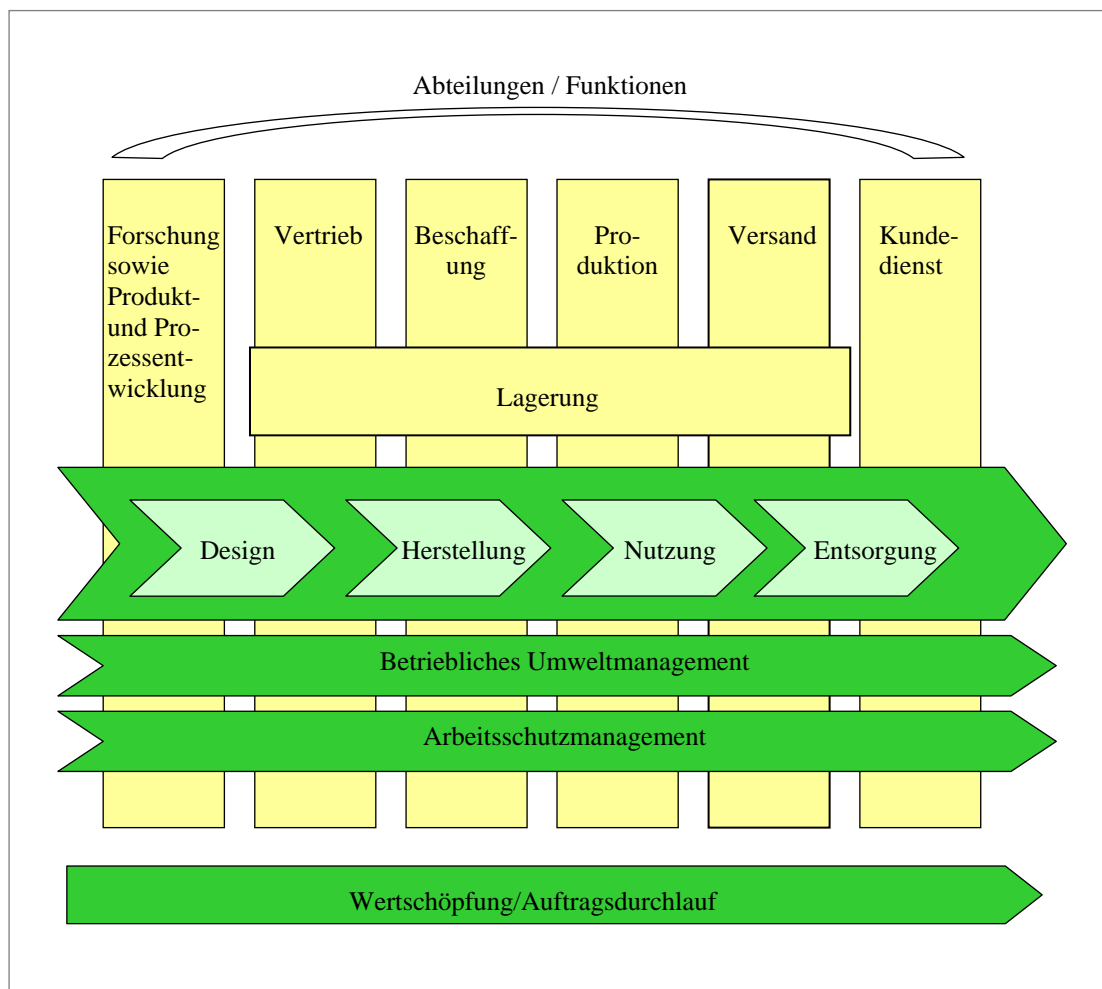 Abteilungen / Funktionen
Forschung
sowie
Produkt-
und Pro-
zessent-
wicklung
Vertrieb
Beschaff-
ung
Pro-
duktion
Versand
Kunde-
dienst
Lagerung
Design
Herstellung
Nutzung
Entsorgung
Betriebliches Umweltmanagement
Arbeitsschutzmanagement
Wertschöpfung/Auftragsdurchlauf